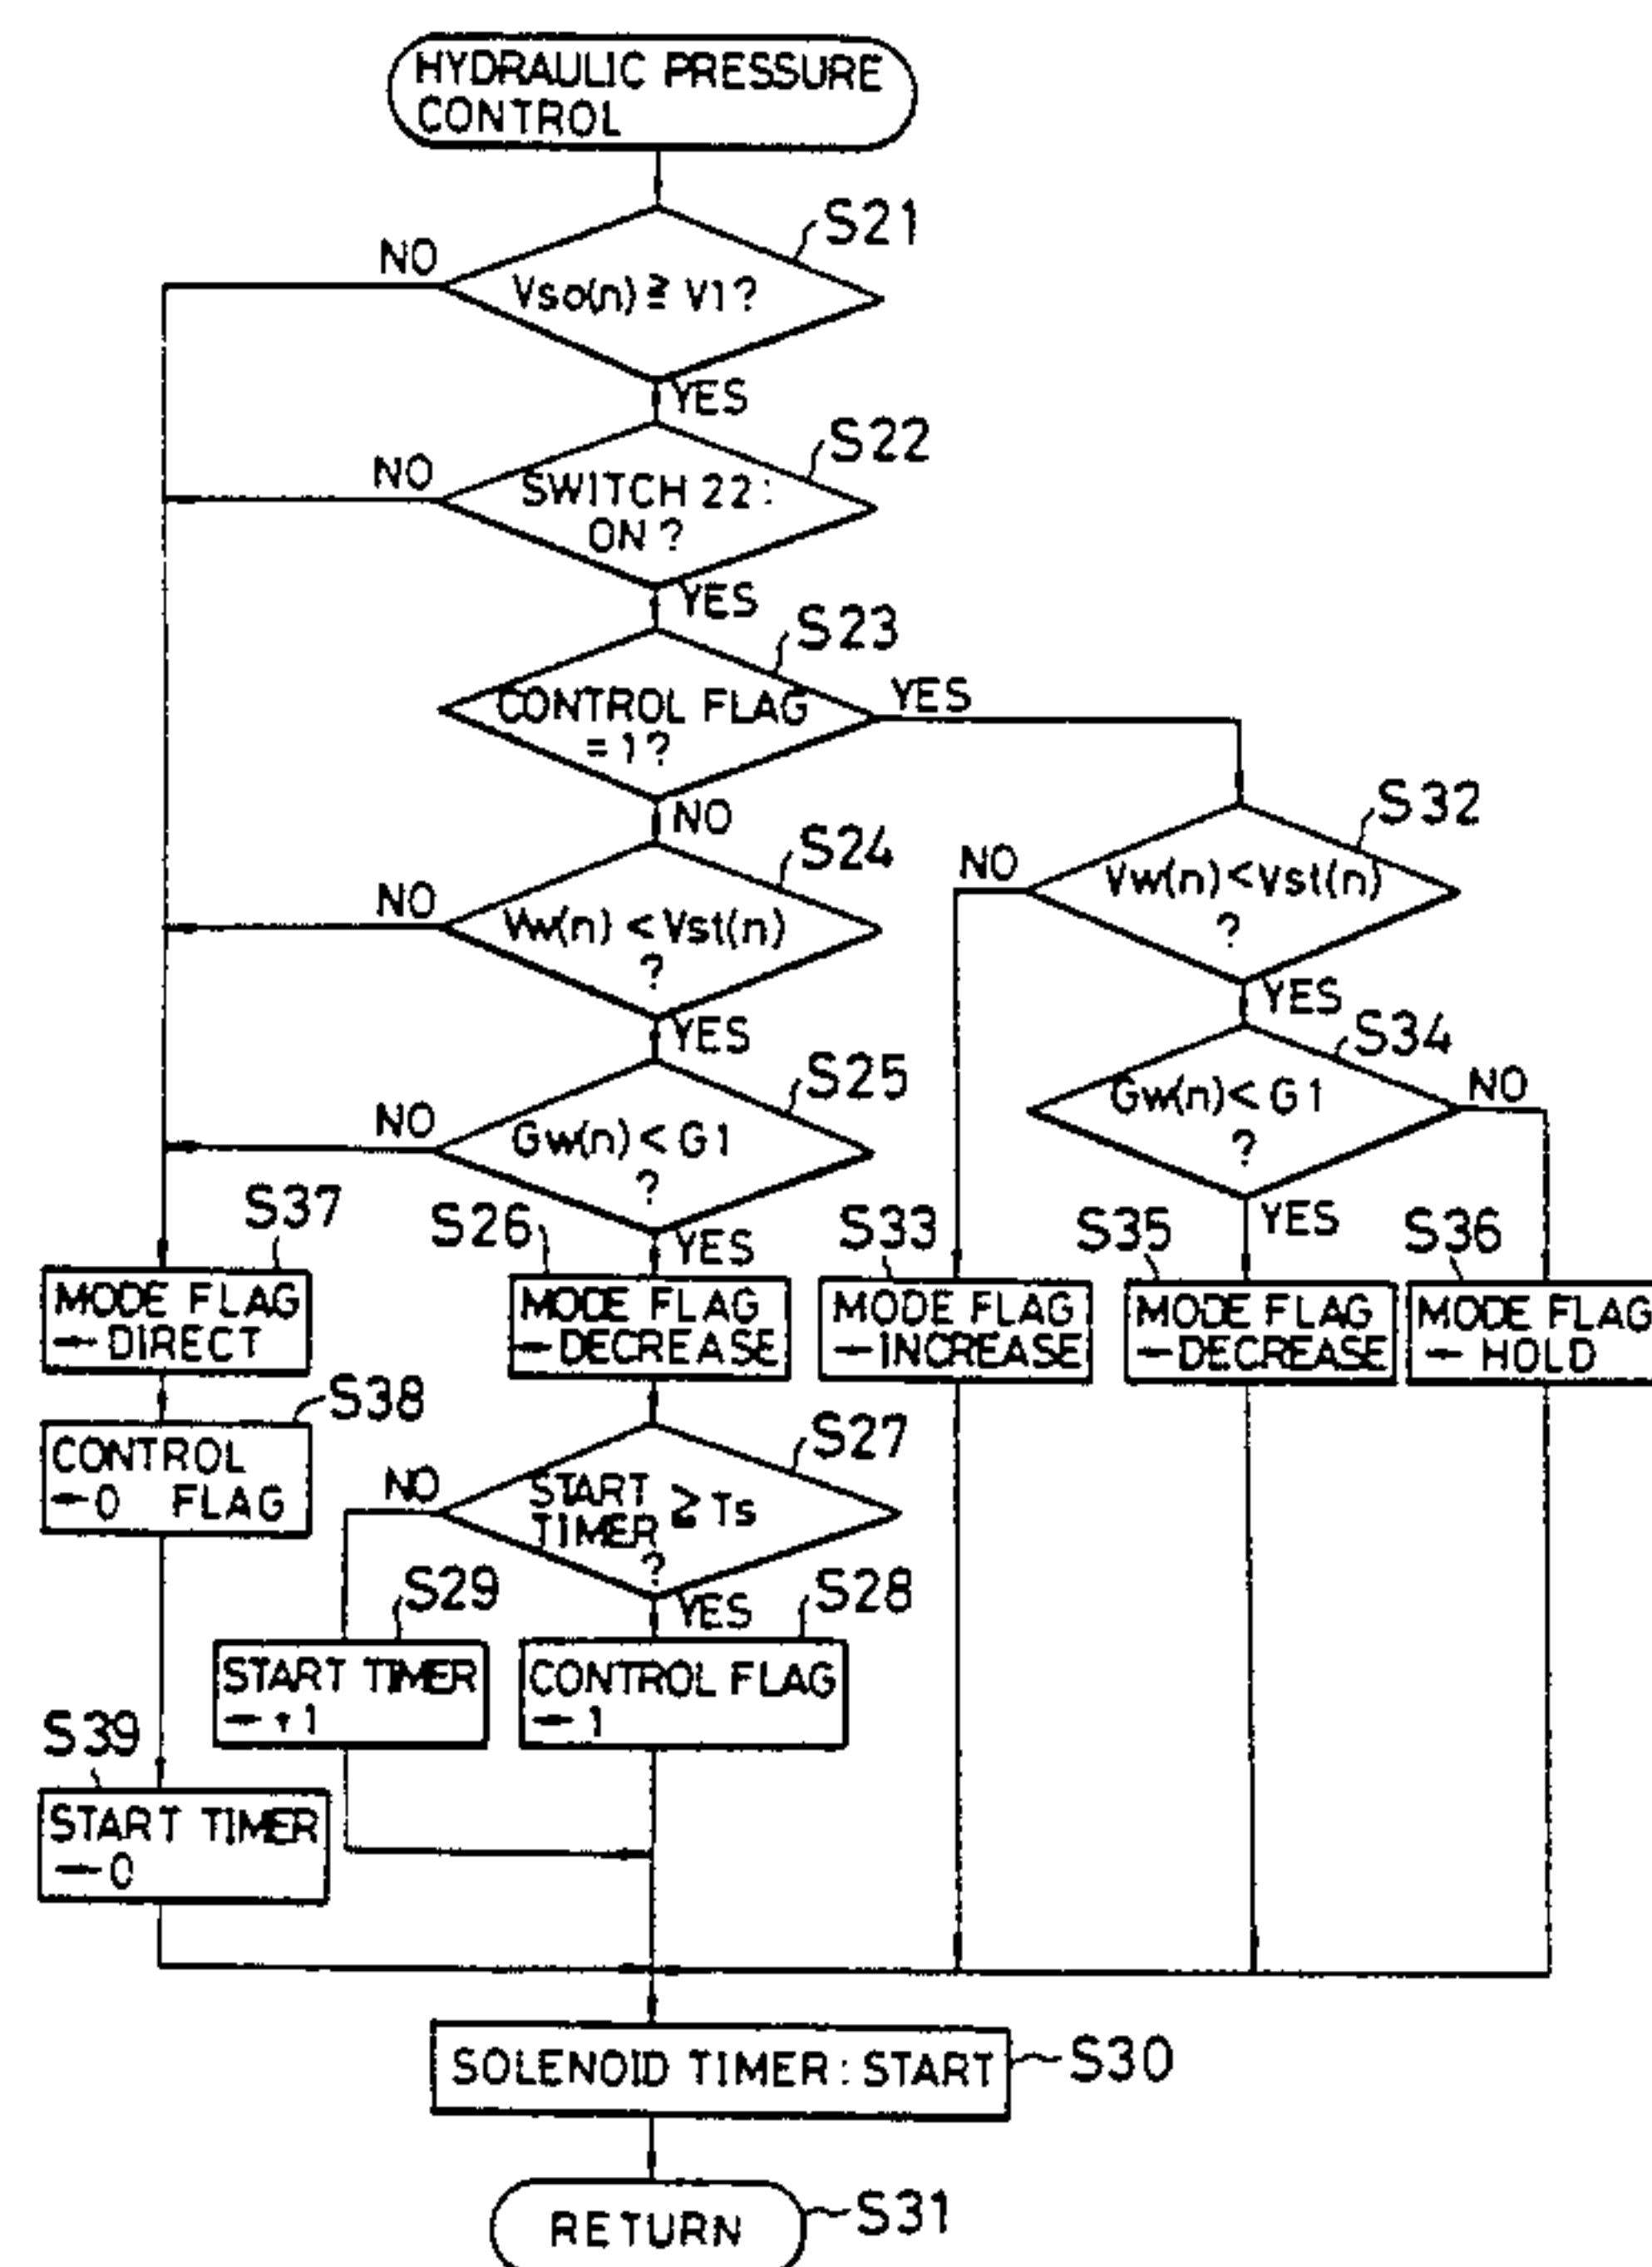 HYDRAULIC PRESSURE
CONTROL
S21
NO
Vso(n) ≧ V1?
YES
S22
NO
SWITCH 22:
ON?
YES
S23
CONTROL FLAG
=1?
YES
NO
S24
NO
Vw(n) < Vst(n)
?
YES
S32
NO
Vw(n) < Vst(n)
?
YES
S25
NO
Gw(n) < G1
?
YES
S34
Gw(n) < G1
?
NO
YES
S37
MODE FLAG
← DIRECT
S26
MODE FLAG
← DECREASE
S33
MODE FLAG
← INCREASE
S35
MODE FLAG
← DECREASE
S36
MODE FLAG
← HOLD
S38
CONTROL
← 0 FLAG
S27
NO
START
TIMER ≧ Ts
?
YES
S29
START TIMER
← +1
S28
CONTROL FLAG
← 1
S39
START TIMER
← 0
SOLENOID TIMER: START
S30
RETURN
S31